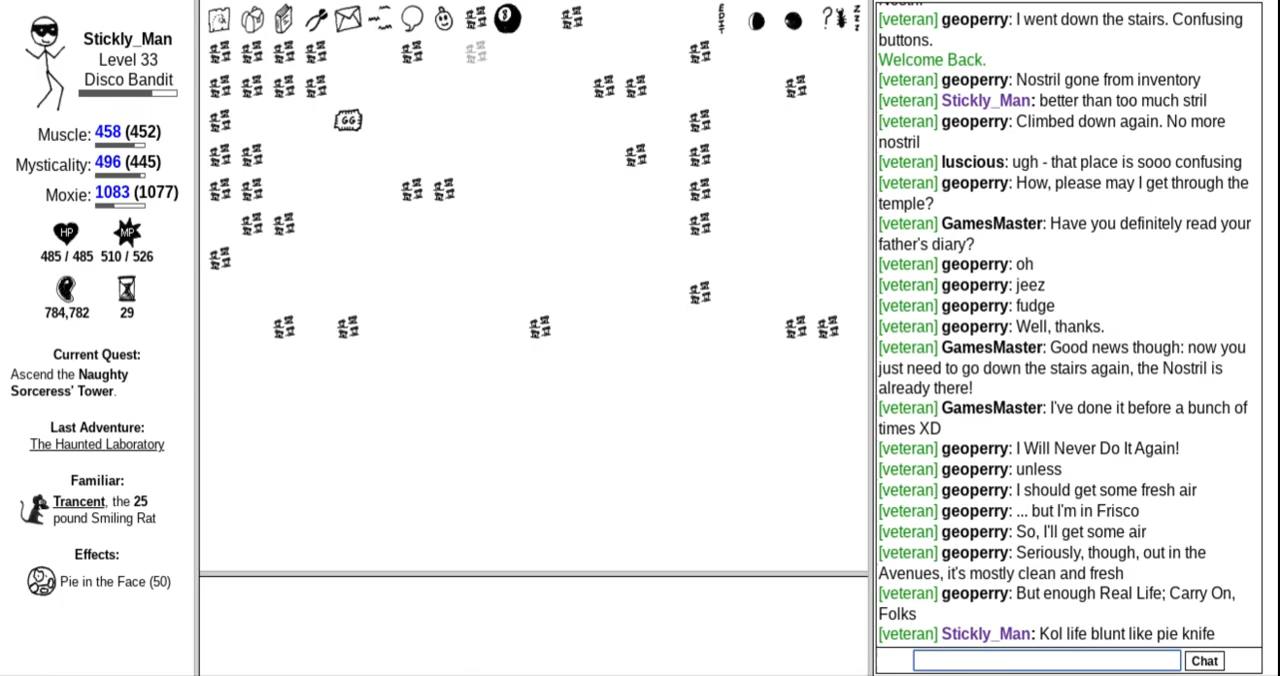 Stickly_Man
Level 33
Disco Bandit
Muscle: 458 (452)
Mysticality: 496 (445)
Moxie: 1083 (1077)
HP MP
485 / 485 510 / 526
784,782 29
Current Quest:
Ascend the Naughty
Sorceress' Tower.
Last Adventure:
The Haunted Laboratory
Familiar:
Trancent, the 25
pound Smiling Rat
Effects:
Pie in the Face (50)
8
?
GG
[veteran] geoperry: I went down the stairs. Confusing
buttons.
Welcome Back.
[veteran] geoperry: Nostril gone from inventory
[veteran] Stickly_Man: better than too much stril
[veteran] geoperry: Climbed down again. No more
nostril
[veteran] luscious: ugh - that place is sooo confusing
[veteran] geoperry: How, please may I get through the
temple?
[veteran] GamesMaster: Have you definitely read your
father's diary?
[veteran] geoperry: oh
[veteran] geoperry: jeez
[veteran] geoperry: fudge
[veteran] geoperry: Well, thanks.
[veteran] GamesMaster: Good news though: now you
just need to go down the stairs again, the Nostril is
already there!
[veteran] GamesMaster: I've done it before a bunch of
times XD
[veteran] geoperry: I Will Never Do It Again!
[veteran] geoperry: unless
[veteran] geoperry: I should get some fresh air
[veteran] geoperry: ... but I'm in Frisco
[veteran] geoperry: So, I'll get some air
[veteran] geoperry: Seriously, though, out in the
Avenues, it's mostly clean and fresh
[veteran] geoperry: But enough Real Life; Carry On,
Folks
[veteran] Stickly_Man: Kol life blunt like pie knife
Chat